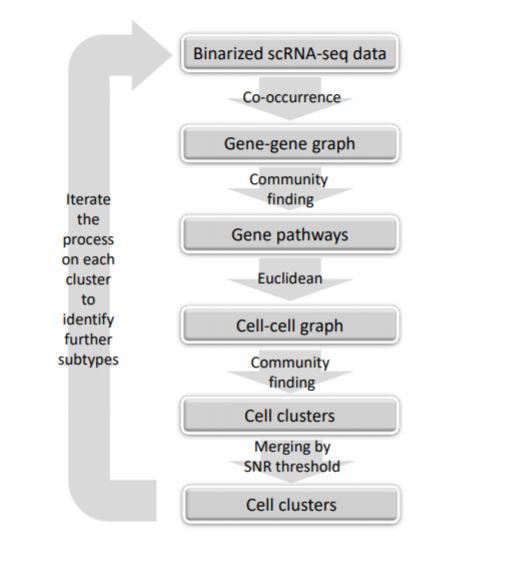 Binarized scRNA-seq data
Co-occurrence
Gene-gene graph
Community
finding
Gene pathways
Euclidean
Cell-cell graph
Community
finding
Cell clusters
Merging by
SNR threshold
Cell clusters
Iterate
the
process
on each
cluster
to
identify
further
subtypes